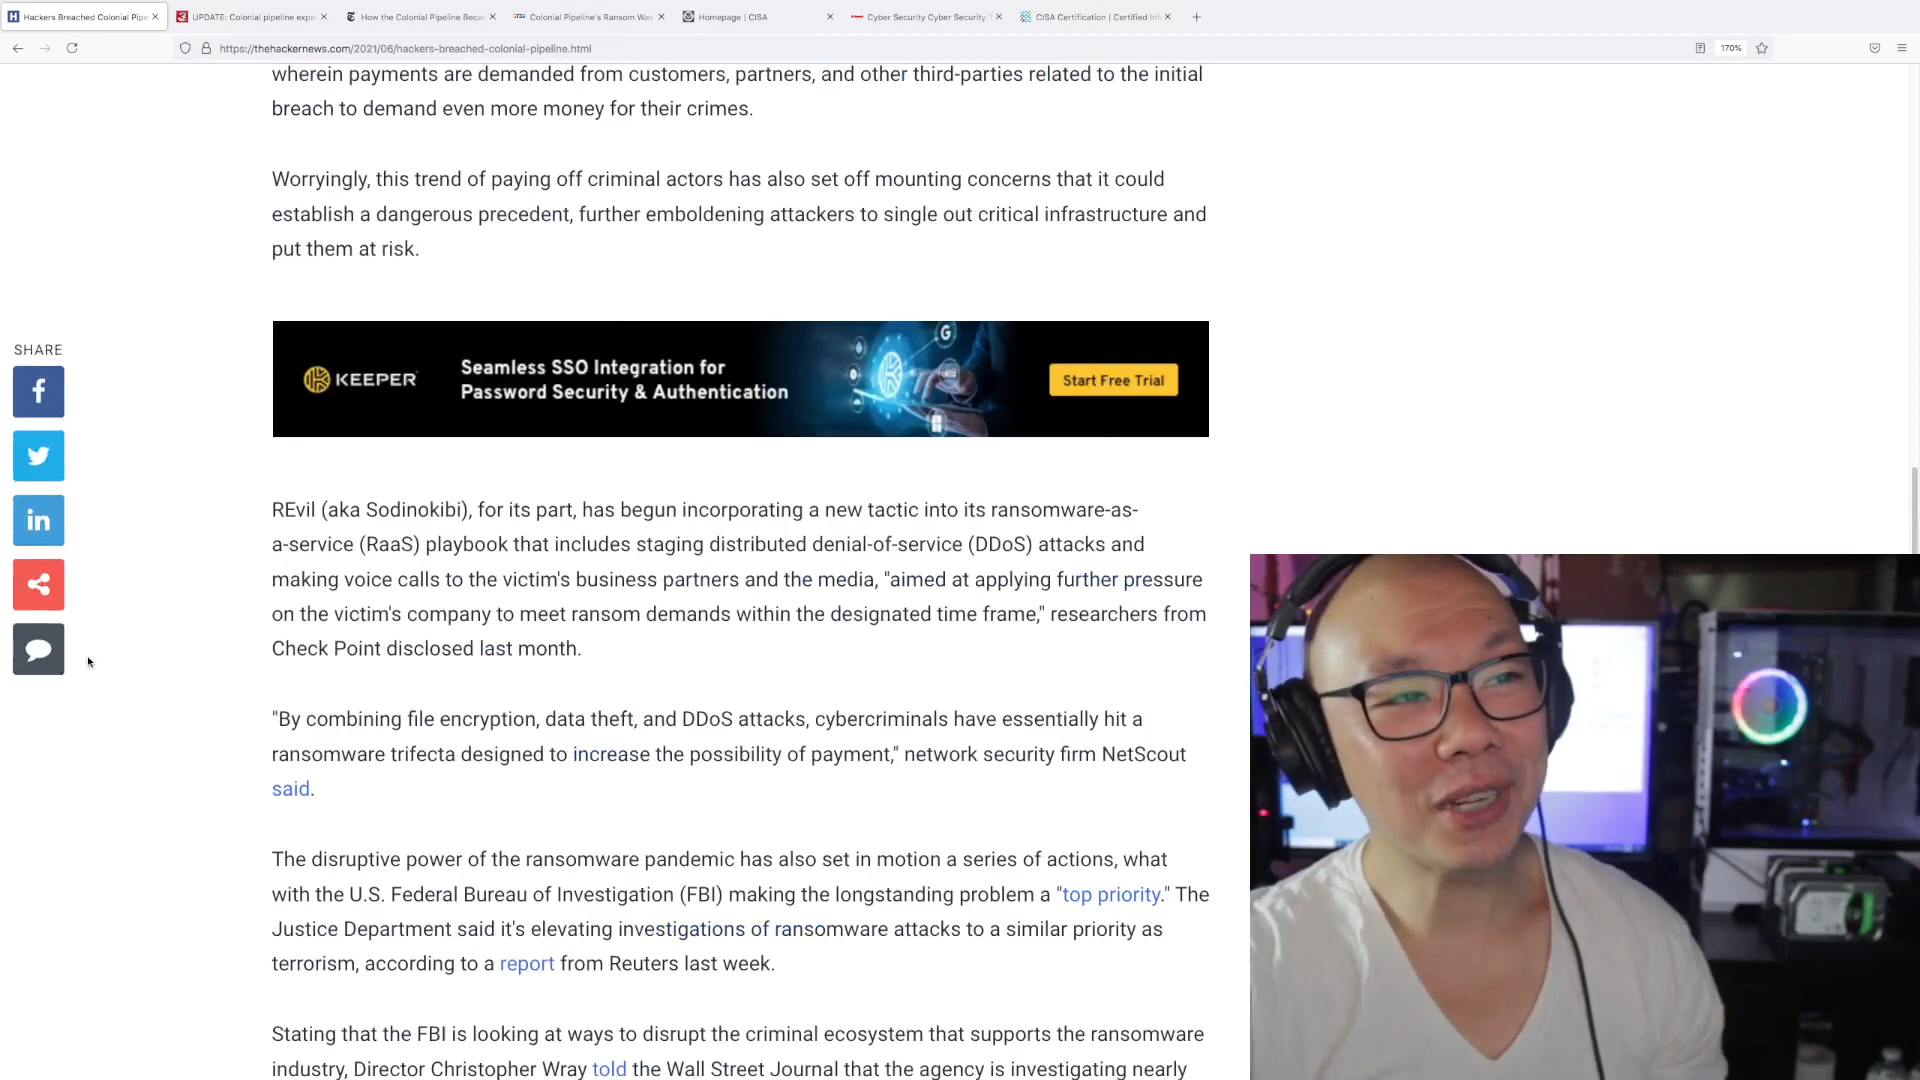 Hackers Breached Colonial Pipe
UPDATE: Colonial pipeline expe
How the Colonial Pipeline Becar
Colonial Pipeline's Ransom Was
Homepage | CISA
Cyber Security Cyber Security T
CISA Certification | Certified Inf
https://thehackernews.com/2021/06/hackers-breached-colonial-pipeline.html
170%
wherein payments are demanded from customers, partners, and other third-parties related to the initial
breach to demand even more money for their crimes.
Worryingly, this trend of paying off criminal actors has also set off mounting concerns that it could
establish a dangerous precedent, further emboldening attackers to single out critical infrastructure and
put them at risk.
SHARE
KEEPER
Seamless SSO Integration for
Password Security & Authentication
G
Start Free Trial
REvil (aka Sodinokibi), for its part, has begun incorporating a new tactic into its ransomware-as-
a-service (RaaS) playbook that includes staging distributed denial-of-service (DDoS) attacks and
making voice calls to the victim's business partners and the media, "aimed at applying further pressure
on the victim's company to meet ransom demands within the designated time frame," researchers from
Check Point disclosed last month.
"By combining file encryption, data theft, and DDoS attacks, cybercriminals have essentially hit a
ransomware trifecta designed to increase the possibility of payment," network security firm NetScout
said.
The disruptive power of the ransomware pandemic has also set in motion a series of actions, what
with the U.S. Federal Bureau of Investigation (FBI) making the longstanding problem a "top priority." The
Justice Department said it's elevating investigations of ransomware attacks to a similar priority as
terrorism, according to a report from Reuters last week.
Stating that the FBI is looking at ways to disrupt the criminal ecosystem that supports the ransomware
industry, Director Christopher Wray told the Wall Street Journal that the agency is investigating nearly